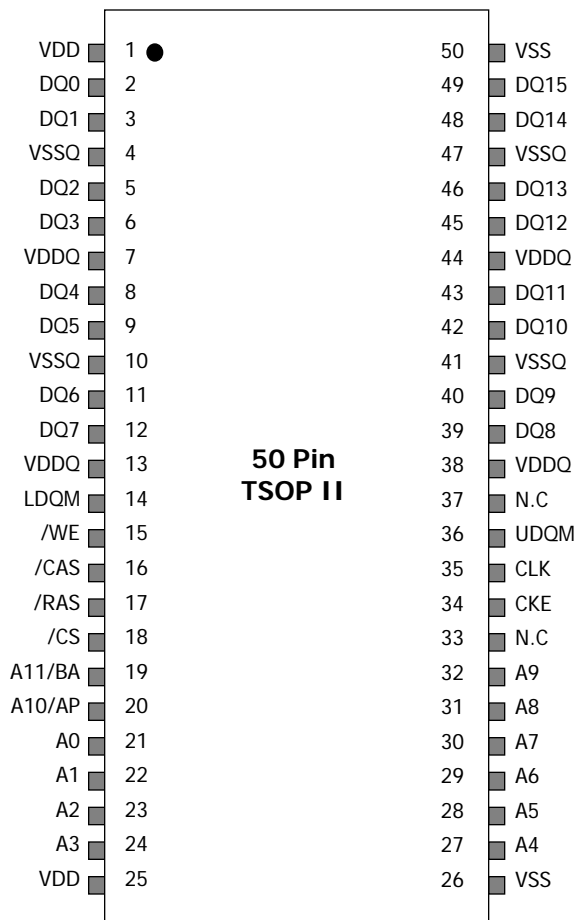 VDD 1 50 VSS
DQ0 2 49 DQ15
DQ1 3 48 DQ14
VSSQ 4 47 VSSQ
DQ2 5 46 DQ13
DQ3 6 45 DQ12
VDDQ 7 44 VDDQ
DQ4 8 43 DQ11
DQ5 9 42 DQ10
VSSQ 10 41 VSSQ
DQ6 11 40 DQ9
DQ7 12 39 DQ8
VDDQ 13 50 Pin 38 VDDQ
LDQM 14 TSOP II 37 N.C
/WE 15 36 UDQM
/CAS 16 35 CLK
/RAS 17 34 CKE
/CS 18 33 N.C
A11/BA 19 32 A9
A10/AP 20 31 A8
A0 21 30 A7
A1 22 29 A6
A2 23 28 A5
A3 24 27 A4
VDD 25 26 VSS